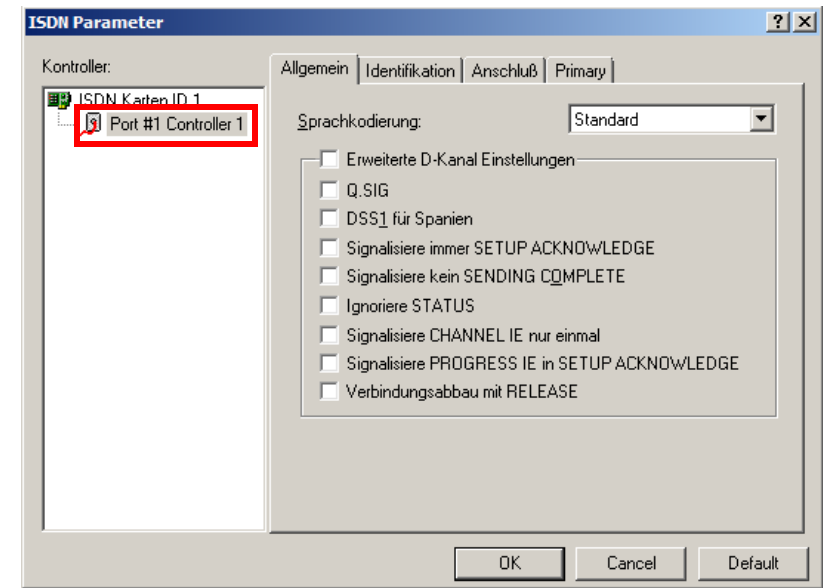 ISDN Parameter
Kontroller:
ISDN Karten ID 1
Port #1 Controller 1
Allgemein Identifikation Anschluß Primary
Sprachkodierung: Standard
Erweiterte D-Kanal Einstellungen
Q.SIG
DSS1 für Spanien
Signalisiere immer SETUP ACKNOWLEDGE
Signalisiere kein SENDING COMPLETE
Ignoriere STATUS
Signalisiere CHANNEL IE nur einmal
Signalisiere PROGRESS IE in SETUP ACKNOWLEDGE
Verbindungsabbau mit RELEASE
OK Cancel Default